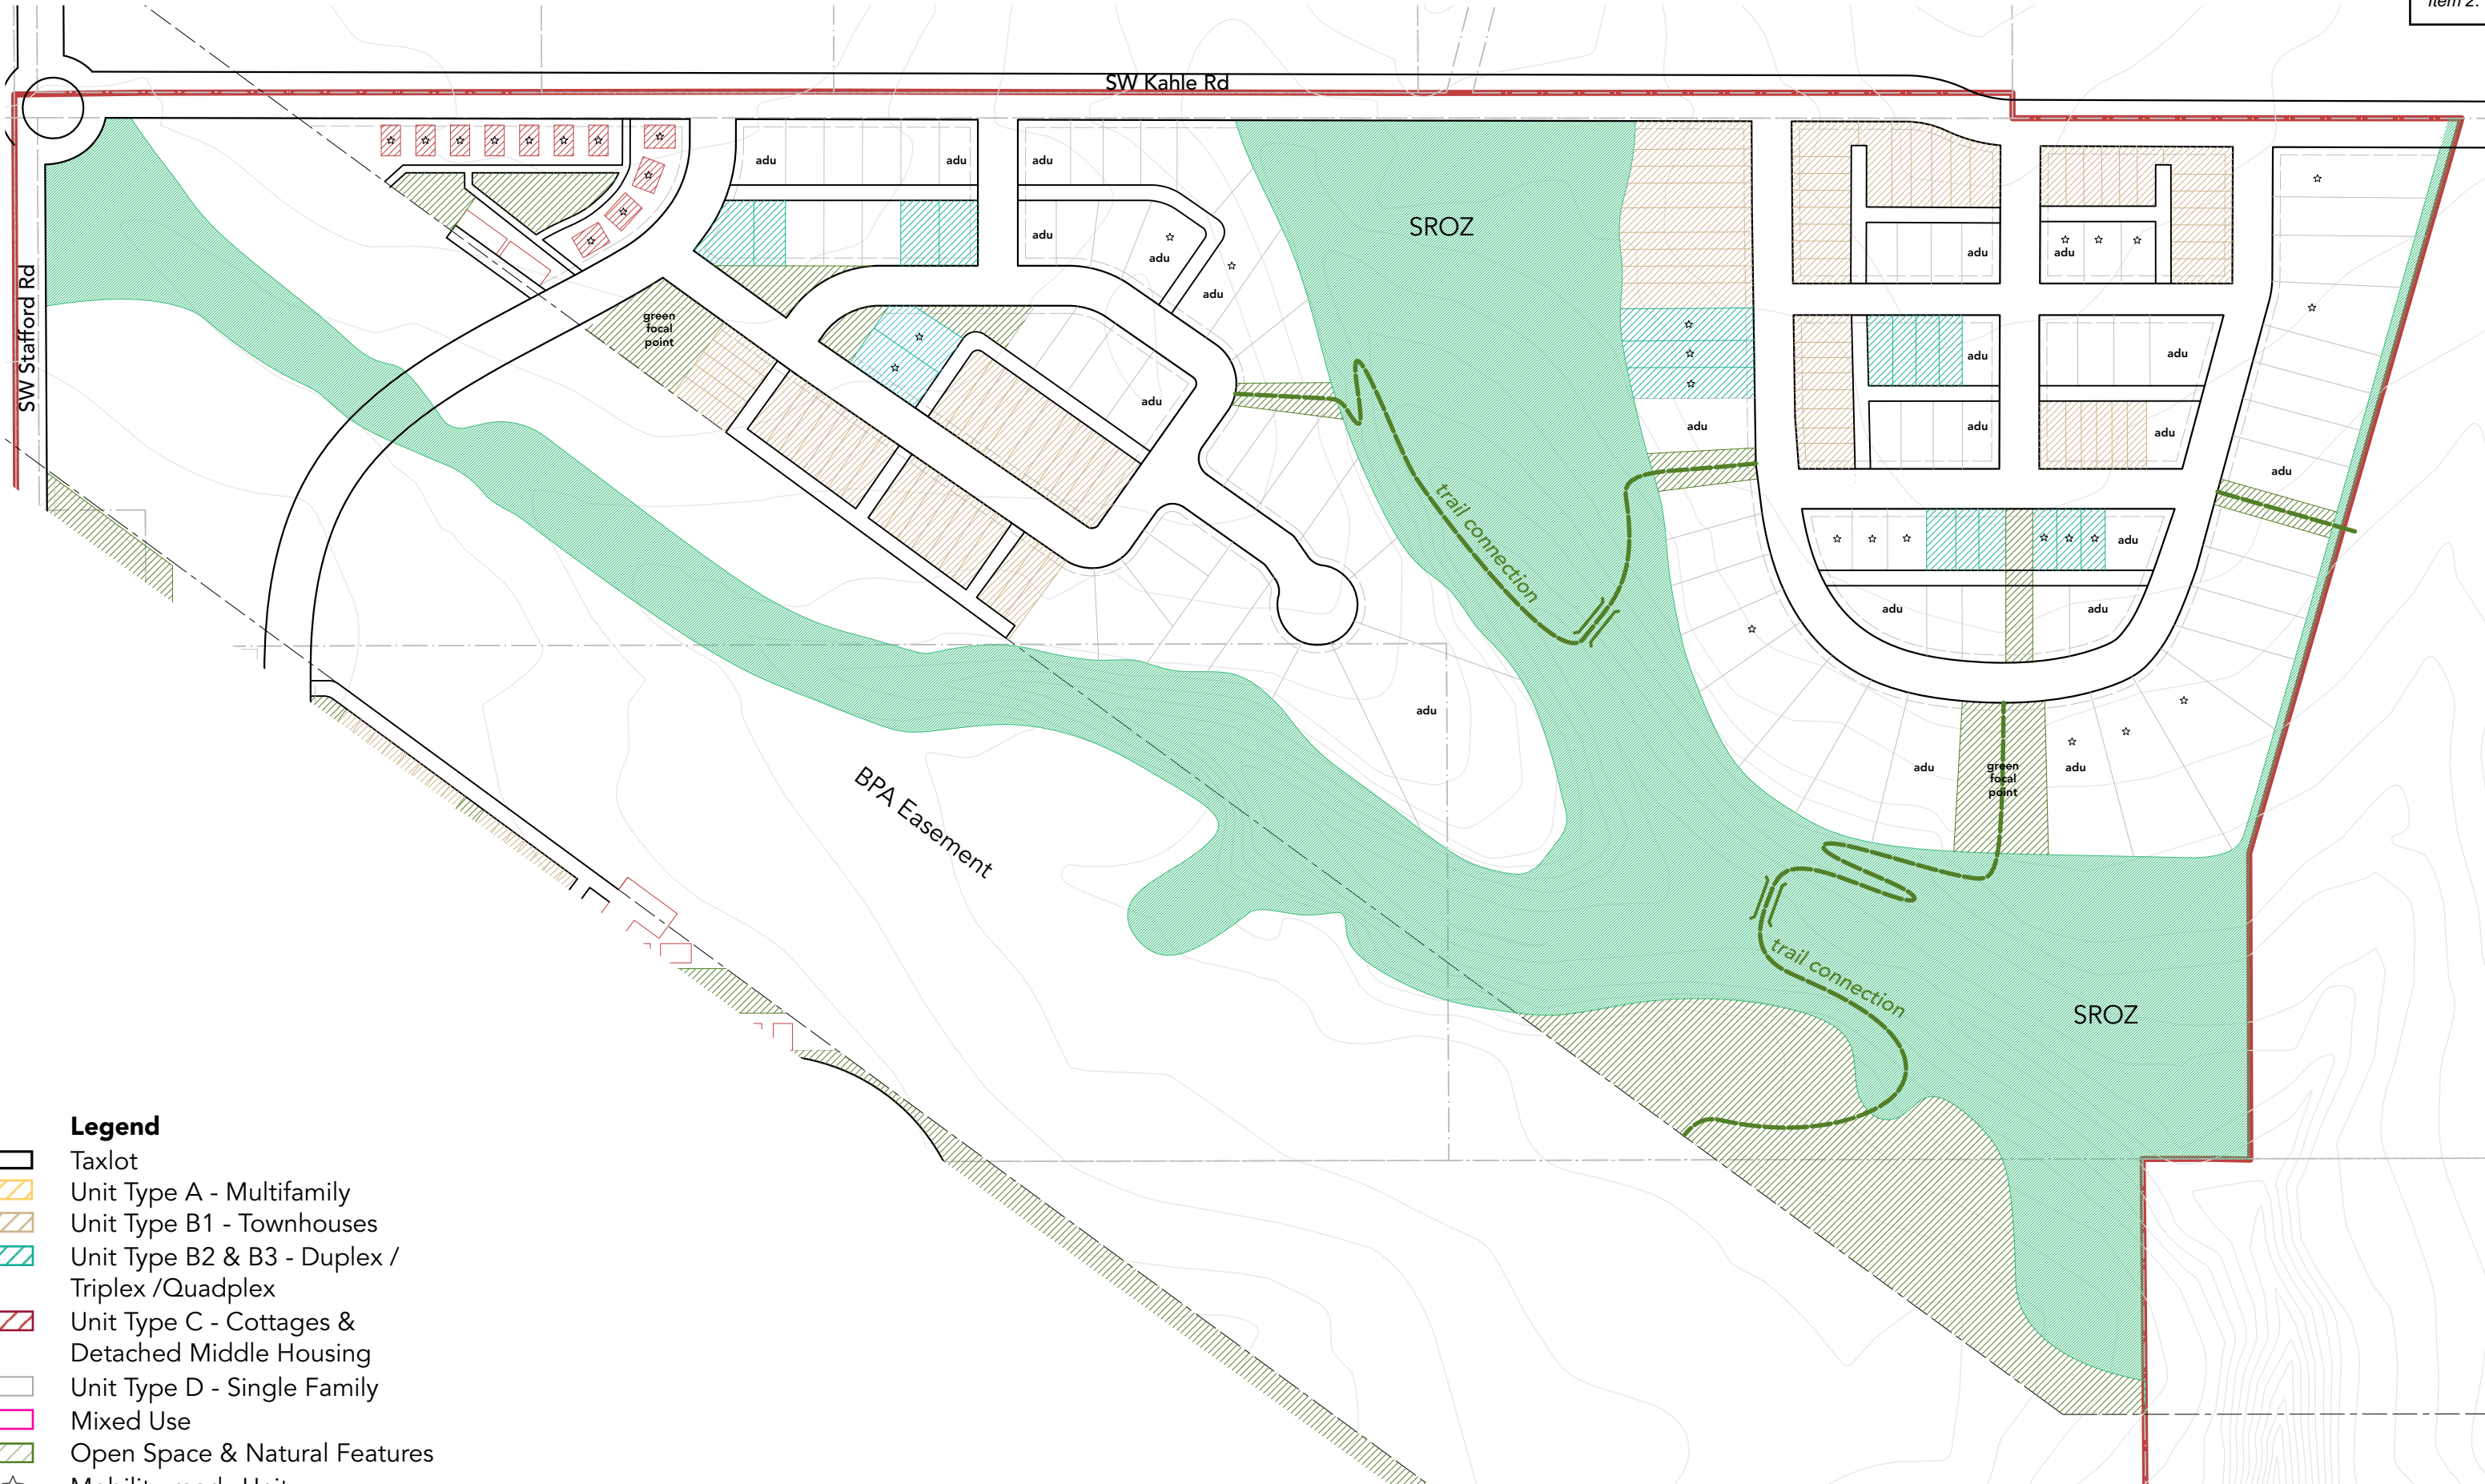 Item 2.
SW Kahle Rd
adu
adu
adu
SROZ
adu
adu
adu
adu
adu
SW Stafford Rd
green
focal
point
adu
adu
adu
adu
adu
adu
adu
adu
trail connection
adu
adu
adu
adu
adu
adu
green
focal
point
BPA Easement
trail connection
SROZ
Legend
Taxlot
Unit Type A - Multifamily
Unit Type B1 - Townhouses
Unit Type B2 & B3 - Duplex /
Triplex /Quadplex
Unit Type C - Cottages &
Detached Middle Housing
Unit Type D - Single Family
Mixed Use
Open Space & Natural Features